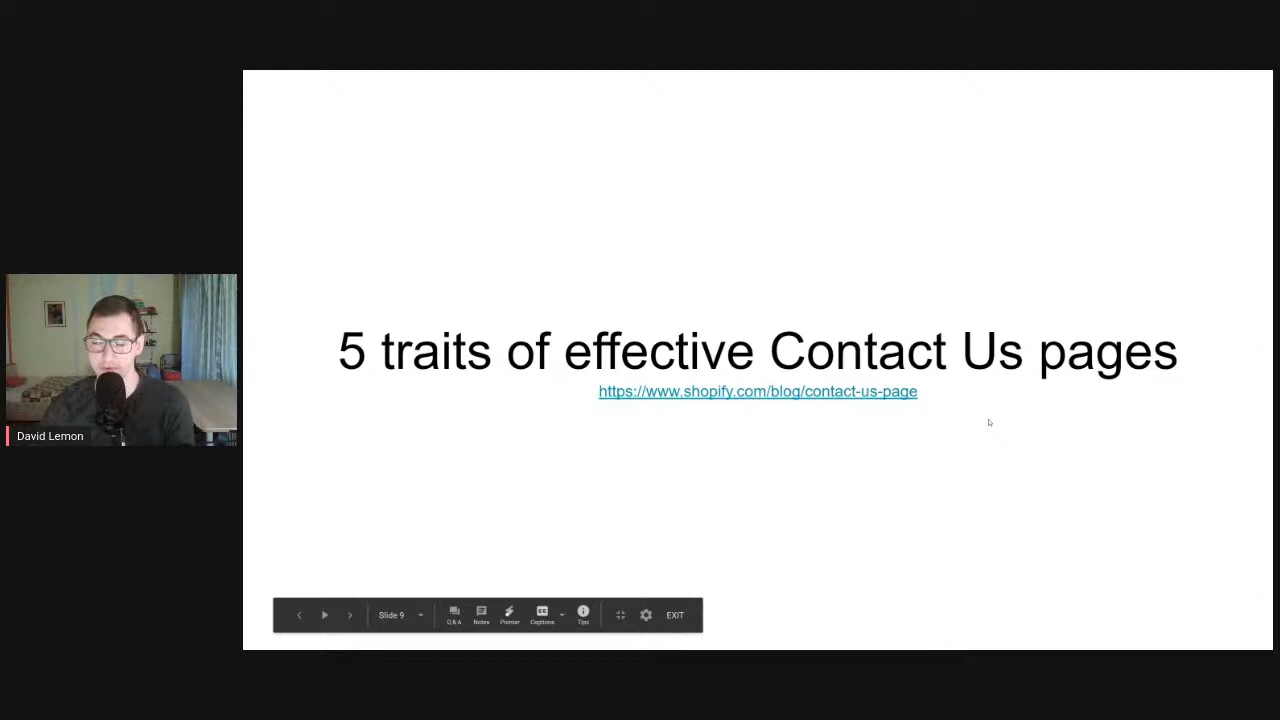 5 traits of effective Contact Us pages
https://www.shopify.com/blog/contact-us-page
David Lemon
Slide 9
Q&A Notes Pointer Captions Tips
CC
EXIT